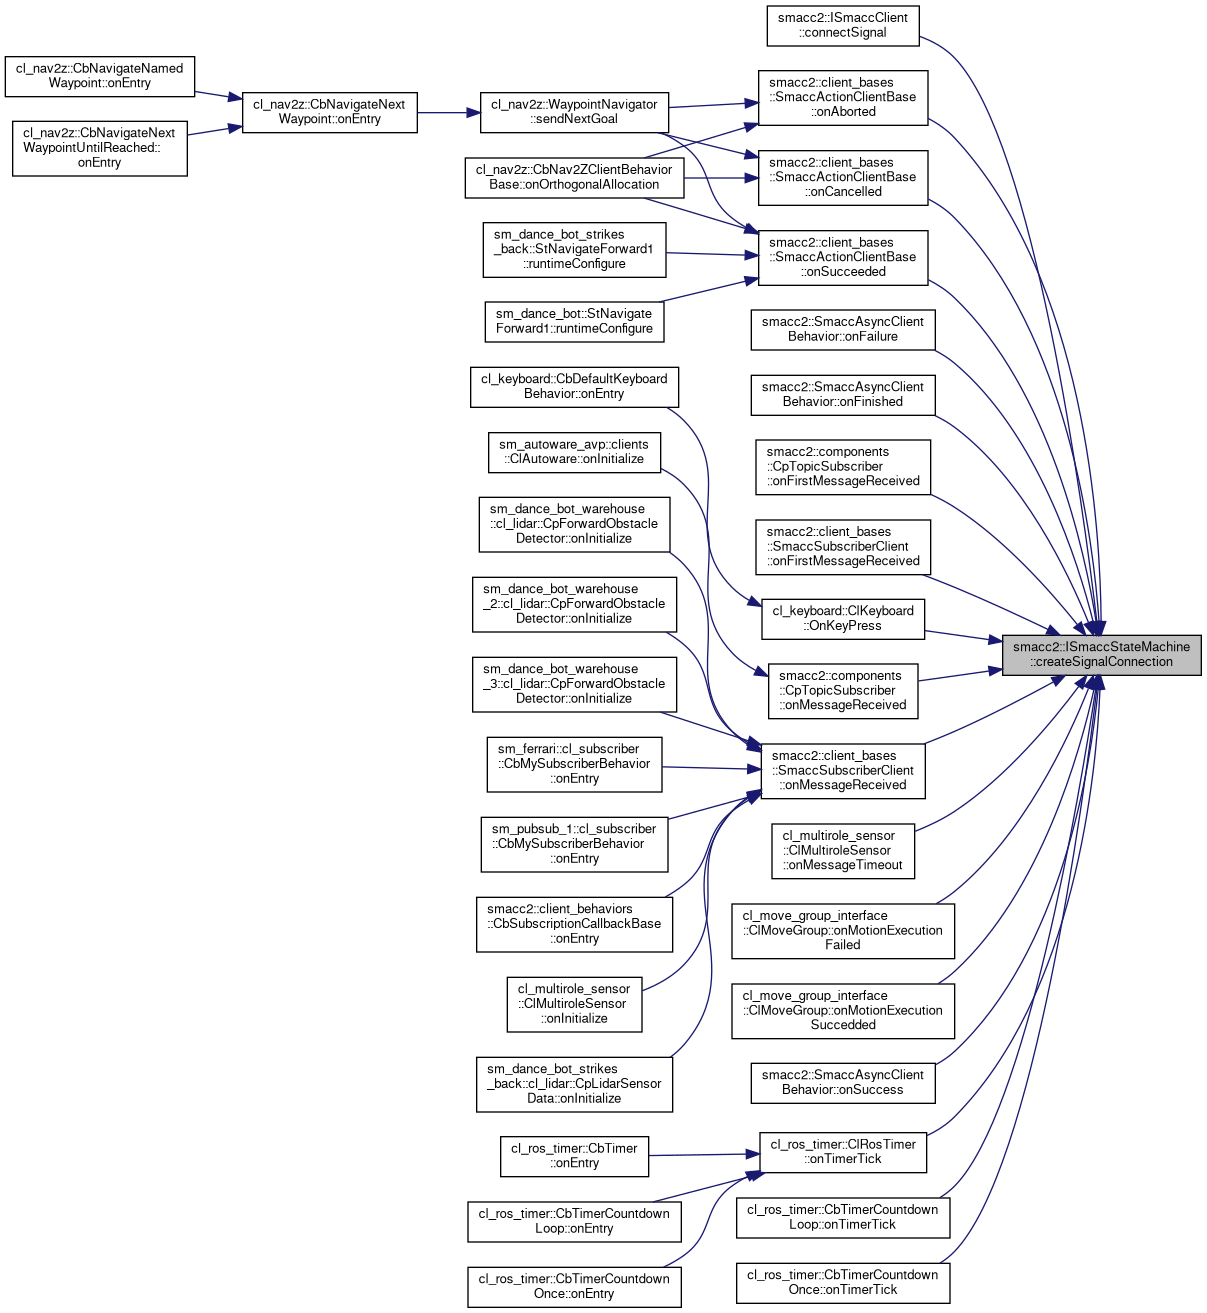 smacc2::ISmaccClient
::connectSignal
cl_nav2z::CbNavigateNamed
Waypoint::onEntry
cl_nav2z::CbNavigateNext
WaypointUntilReached::
onEntry
cl_nav2z::CbNavigateNext
Waypoint::onEntry
cl_nav2z::WaypointNavigator
::sendNextGoal
smacc2::client_bases
::SmaccActionClientBase
::onAborted
cl_nav2z::CbNav2ZClientBehavior
Base::onOrthogonalAllocation
smacc2::client_bases
::SmaccActionClientBase
::onCancelled
sm_dance_bot_strikes
_back::StNavigateForward1
::runtimeConfigure
smacc2::client_bases
::SmaccActionClientBase
::onSucceeded
sm_dance_bot::StNavigate
Forward1::runtimeConfigure
smacc2::SmaccAsyncClient
Behavior::onFailure
cl_keyboard::CbDefaultKeyboard
Behavior::onEntry
smacc2::SmaccAsyncClient
Behavior::onFinished
sm_autoware_avp::clients
::ClAutoware::onInitialize
smacc2::components
::CpTopicSubscriber
::onFirstMessageReceived
sm_dance_bot_warehouse
::cl_lidar::CpForwardObstacle
Detector::onInitialize
smacc2::client_bases
::SmaccSubscriberClient
::onFirstMessageReceived
sm_dance_bot_warehouse
_2::cl_lidar::CpForwardObstacle
Detector::onInitialize
cl_keyboard::ClKeyboard
::OnKeyPress
smacc2::ISmaccStateMachine
::createSignalConnection
sm_dance_bot_warehouse
_3::cl_lidar::CpForwardObstacle
Detector::onInitialize
smacc2::components
::CpTopicSubscriber
::onMessageReceived
sm_ferrari::cl_subscriber
::CbMySubscriberBehavior
::onEntry
smacc2::client_bases
::SmaccSubscriberClient
::onMessageReceived
sm_pubsub_1::cl_subscriber
::CbMySubscriberBehavior
::onEntry
cl_multirole_sensor
::ClMultiroleSensor
::onMessageTimeout
smacc2::client_behaviors
::CbSubscriptionCallbackBase
::onEntry
cl_move_group_interface
::ClMoveGroup::onMotionExecution
Failed
cl_multirole_sensor
::ClMultiroleSensor
::onInitialize
cl_move_group_interface
::ClMoveGroup::onMotionExecution
Succedded
sm_dance_bot_strikes
_back::cl_lidar::CpLidarSensor
Data::onInitialize
smacc2::SmaccAsyncClient
Behavior::onSuccess
cl_ros_timer::CbTimer
::onEntry
cl_ros_timer::ClRosTimer
::onTimerTick
cl_ros_timer::CbTimerCountdown
Loop::onEntry
cl_ros_timer::CbTimerCountdown
Loop::onTimerTick
cl_ros_timer::CbTimerCountdown
Once::onEntry
cl_ros_timer::CbTimerCountdown
Once::onTimerTick